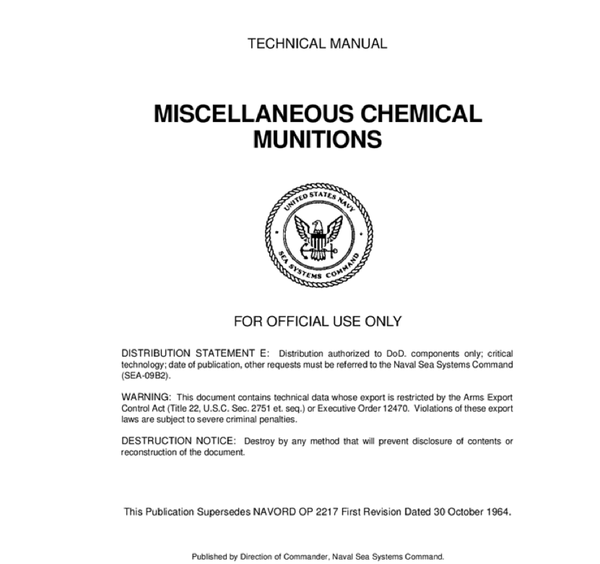 TECHNICAL MANUAL
MISCELLANEOUS CHEMICAL
MUNITIONS
UNITED STATES NAVY
SEA SYSTEMS COMMAND
FOR OFFICIAL USE ONLY
DISTRIBUTION STATEMENT E: Distribution authorized to DoD. components only; critical
technology; date of publication, other requests must be referred to the Naval Sea Systems Command
(SEA-09B2).
WARNING: This document contains technical data whose export is restricted by the Arms Export
Control Act (Title 22, U.S.C. Sec. 2751 et. seq.) or Executive Order 12470. Violations of these export
laws are subject to severe criminal penalties.
DESTRUCTION NOTICE: Destroy by any method that will prevent disclosure of contents or
reconstruction of the document.
This Publication Supersedes NAVORD OP 2217 First Revision Dated 30 October 1964.
Published by Direction of Commander, Naval Sea Systems Command.